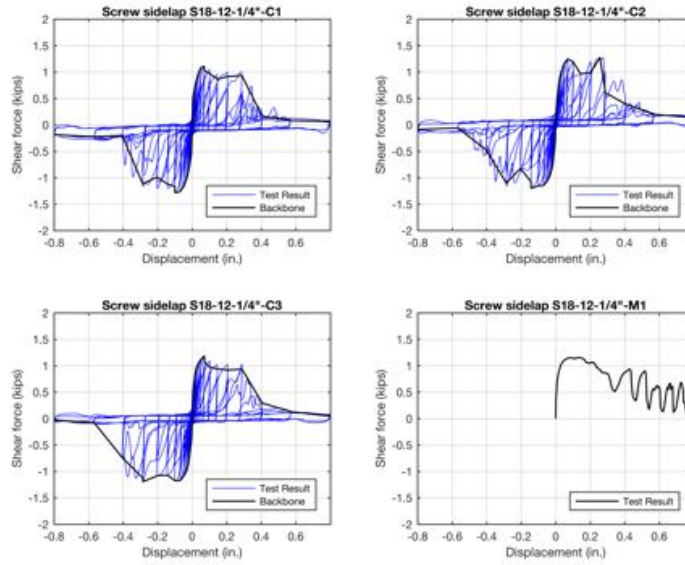 Screw sidelap S18-12-1/4"-C1
2
1.5
1
0.5
0
-0.5
-1
-1.5
-2
Shear force (kips)
Test Result
Backbone
-0.8 -0.6 -0.4 -0.2 0 0.2 0.4 0.6
Displacement (in.)
Screw sidelap S18-12-1/4"-C2
2
1.5
1
0.5
0
-0.5
-1
-1.5
-2
Shear force (kips)
Test Result
Backbone
-0.8 -0.6 -0.4 -0.2 0 0.2 0.4 0.6
Displacement (in.)
Screw sidelap S18-12-1/4"-C3
2
1.5
1
0.5
0
-0.5
-1
-1.5
-2
Shear force (kips)
Test Result
Backbone
-0.8 -0.6 -0.4 -0.2 0 0.2 0.4 0.6
Displacement (in.)
Screw sidelap S18-12-1/4"-M1
2
1.5
1
0.5
0
-0.5
-1
-1.5
-2
Shear force (kips)
Test Result
-0.8 -0.6 -0.4 -0.2 0 0.2 0.4 0.6
Displacement (in.)